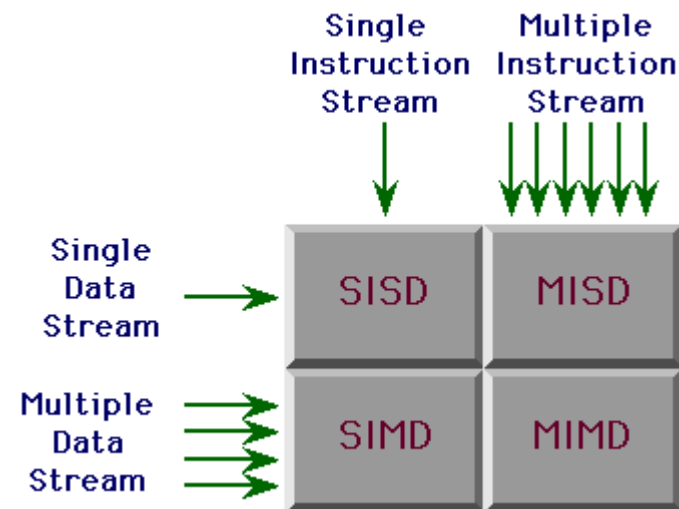 Single
Instruction
Stream
Multiple
Instruction
Stream
Single
Data
Stream
SISD
MISD
Multiple
Data
Stream
SIMD
MIMD